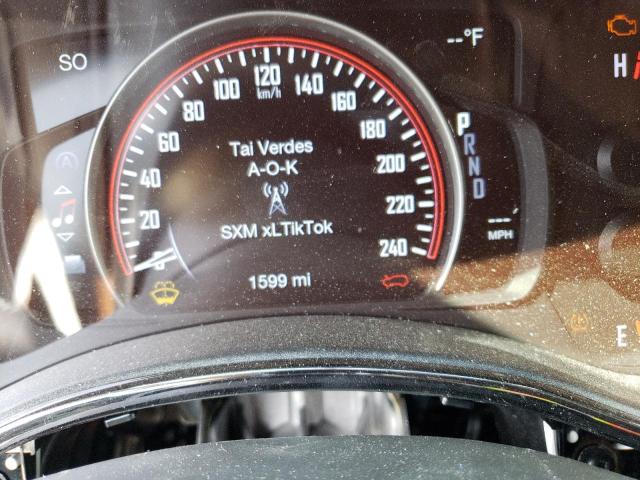 SO
--°F
H
0
20
40
60
80
100
120
km/h
140
160
180
200
220
240
Tai Verdes
A-O-K
SXM xLTikTok
1599 mi
A
P
R
N
D
---
MPH
E